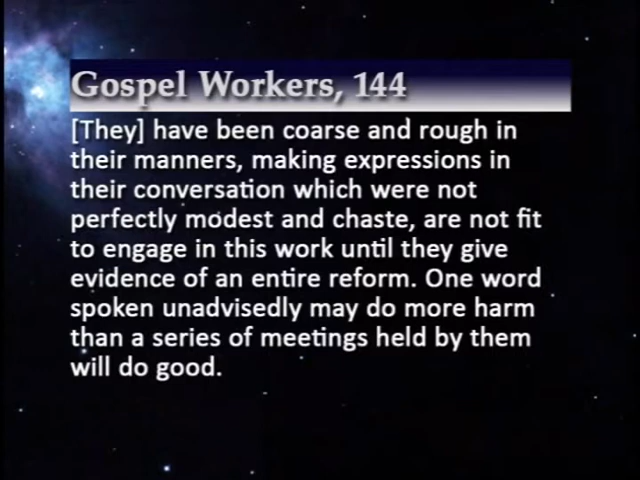 Gospel Workers, 144
[They] have been coarse and rough in
their manners, making expressions in
their conversation which were not
perfectly modest and chaste, are not fit
to engage in this work until they give
evidence of an entire reform. One word
spoken unadvisedly may do more harm
than a series of meetings held by them
will do good.